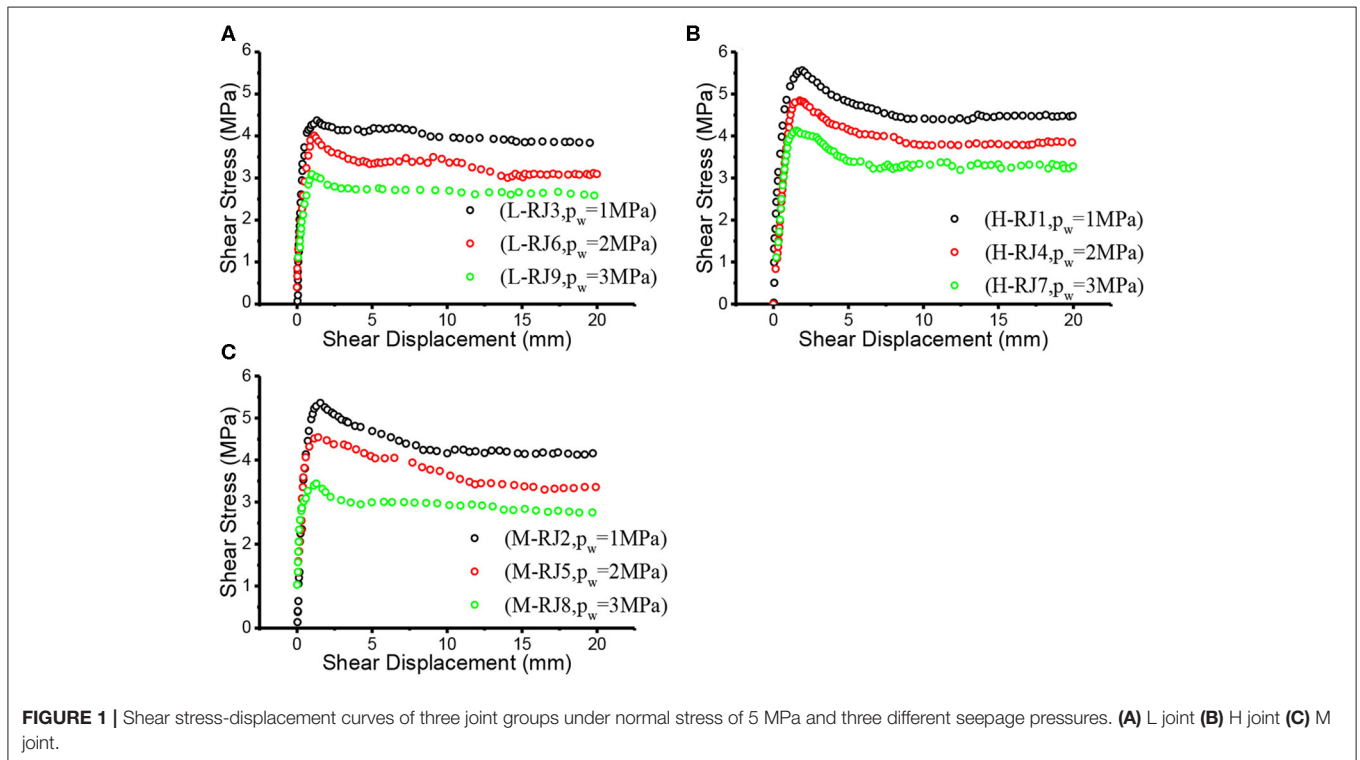 A
6
5
4
3
2
1
0
Shear Stress (MPa)
(L-RJ3,pw=1MPa)
(L-RJ6,pw=2MPa)
(L-RJ9,pw=3MPa)
0 5 10 15 20
Shear Displacement (mm)
B
6
5
4
3
2
1
0
Shear Stress (MPa)
(H-RJ1,pw=1MPa)
(H-RJ4,pw=2MPa)
(H-RJ7,pw=3MPa)
0 5 10 15 20
Shear Displacement (mm)
C
6
5
4
3
2
1
0
Shear Stress (MPa)
(M-RJ2,pw=1MPa)
(M-RJ5,pw=2MPa)
(M-RJ8,pw=3MPa)
0 5 10 15 20
Shear Displacement (mm)
FIGURE 1 | Shear stress-displacement curves of three joint groups under normal stress of 5 MPa and three different seepage pressures. (A) L joint (B) H joint (C) M
joint.